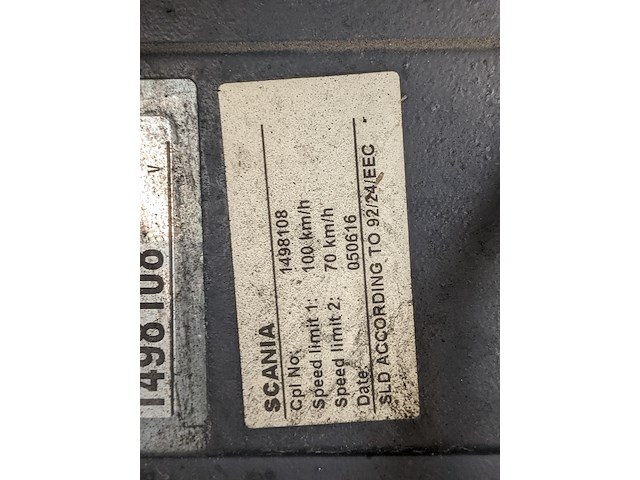 1498108
V
SCANIA
Cpl No: 1498108
Speed limit 1: 100 km/h
Speed limit 2: 70 km/h
Date: 050616
SLD ACCORDING TO 92/24/EEC